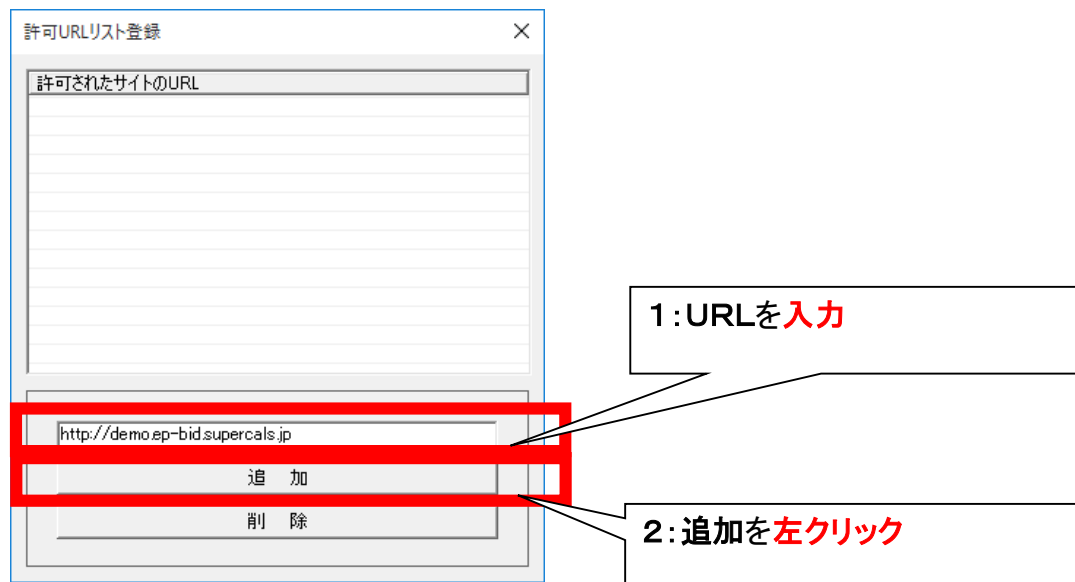 許可URLリスト登録
許可されたサイトのURL
1：URLを入力
http://demo.ep-bid.supercals.jp
追　加
2：追加を左クリック
削　除